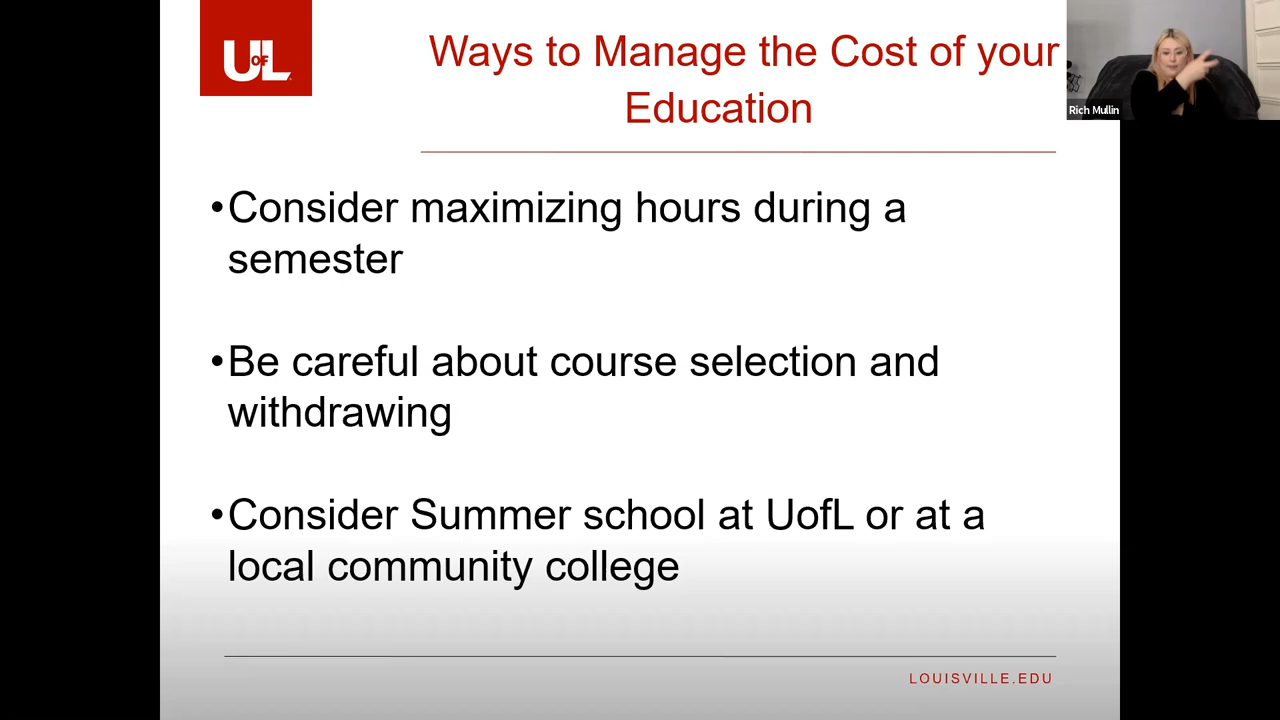 UofL
Ways to Manage the Cost of your
Education
Rich Mullin
•Consider maximizing hours during a
semester
•Be careful about course selection and
withdrawing
•Consider Summer school at UofL or at a
local community college
LOUISVILLE.EDU